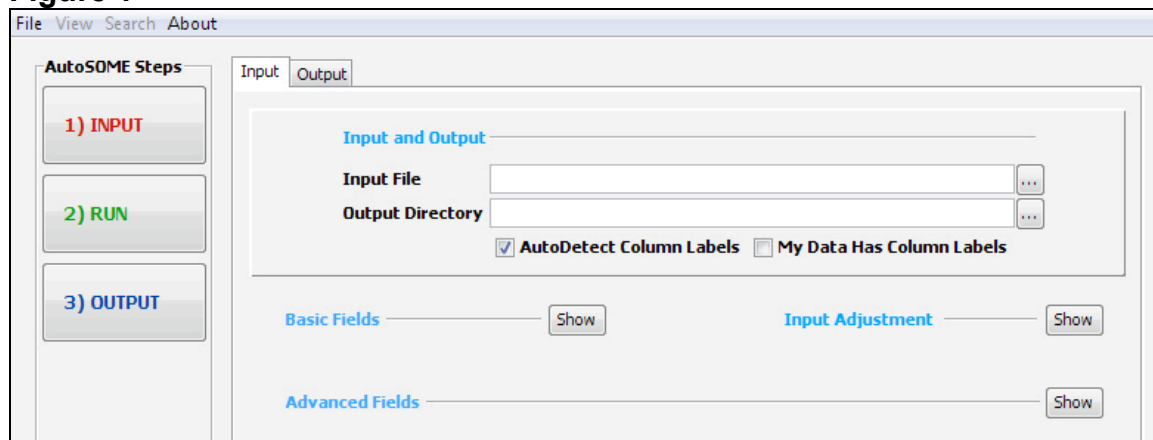 File View Search About
AutoSOME Steps
1) INPUT
2) RUN
3) OUTPUT
Input Output
Input and Output
Input File ...
Output Directory ...
AutoDetect Column Labels My Data Has Column Labels
Basic Fields Show Input Adjustment Show
Advanced Fields Show